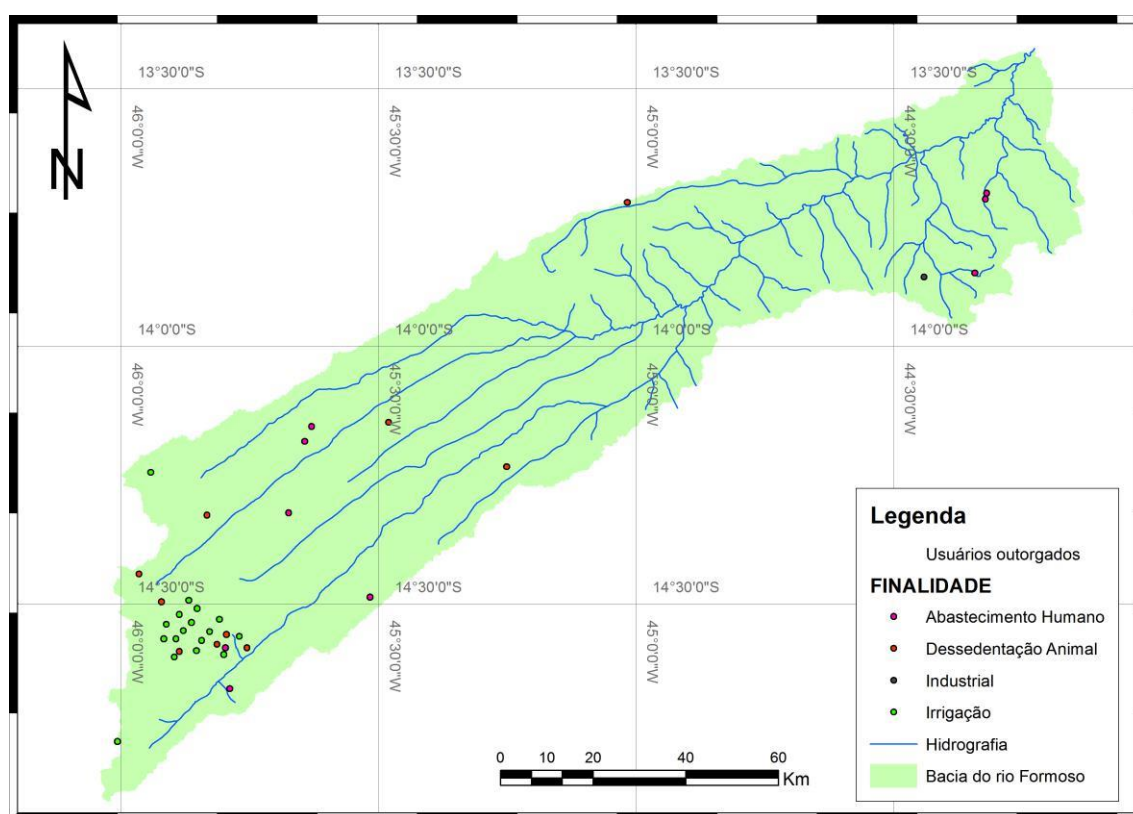 N
13°30'0"S 13°30'0"S 13°30'0"S 13°30'0"S
46°0'0"W 45°30'0"W 45°0'0"W 44°30'0"W
14°0'0"S 14°0'0"S 14°0'0"S 14°0'0"S
46°0'0"W 45°30'0"W 45°0'0"W 44°30'0"W
14°30'0"S 14°30'0"S 14°30'0"S
46°0'0"W 45°30'0"W 45°0'0"W
Legenda
Usuários outorgados
FINALIDADE
Abastecimento Humano
Dessedentação Animal
Industrial
Irrigação
Hidrografia
Bacia do rio Formoso
0 10 20 40 60
Km